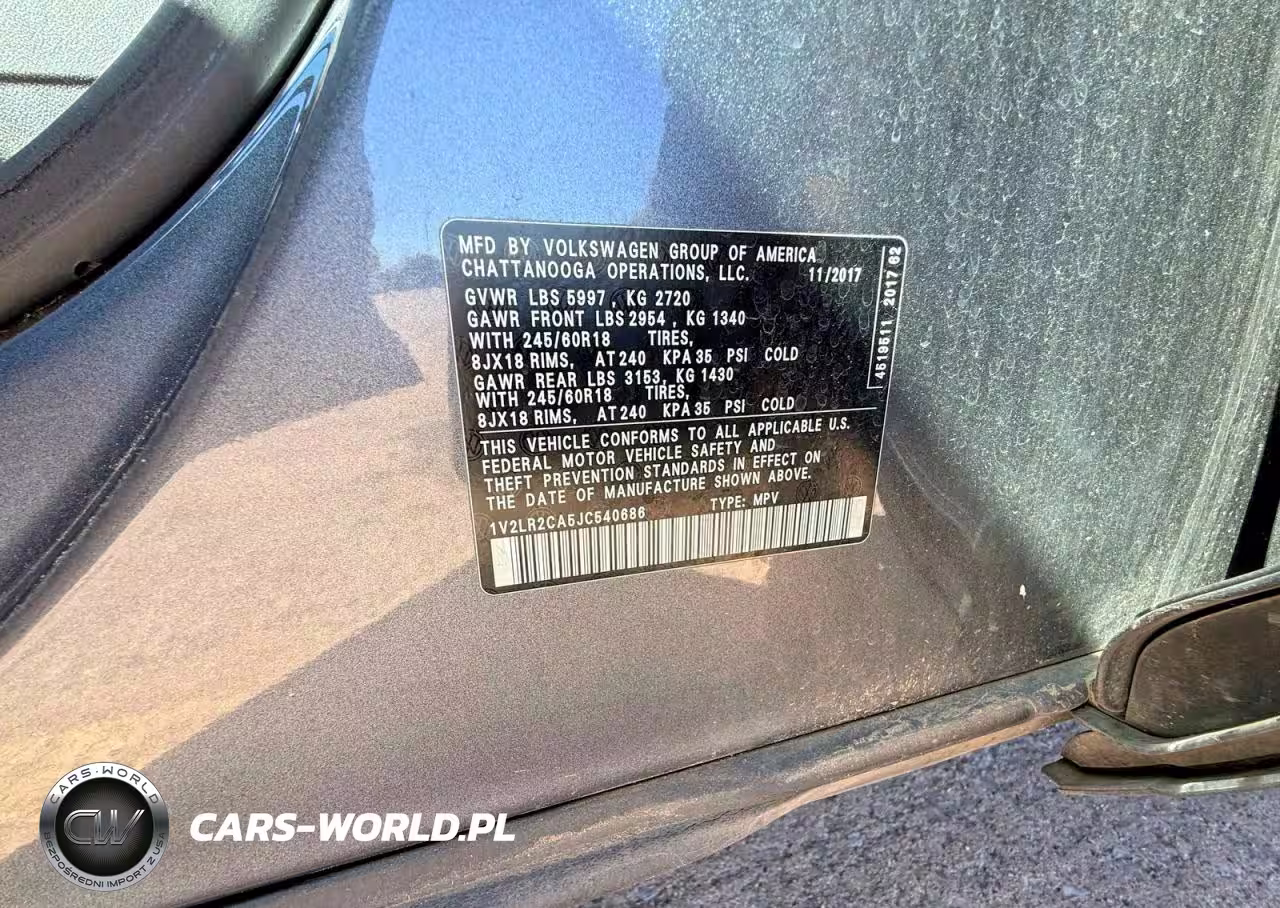 MFD BY VOLKSWAGEN GROUP OF AMERICA
CHATTANOOGA OPERATIONS, LLC. 11/2017
GVWR LBS 5997, KG 2720
GAWR FRONT LBS 2954, KG 1340
WITH 245/60R18 TIRES,
8JX18 RIMS, AT 240 KPA 35 PSI COLD
GAWR REAR LBS 3153, KG 1430
WITH 245/60R18 TIRES,
8JX18 RIMS, AT 240 KPA 35 PSI COLD
THIS VEHICLE CONFORMS TO ALL APPLICABLE U.S.
FEDERAL MOTOR VEHICLE SAFETY AND
THEFT PREVENTION STANDARDS IN EFFECT ON
THE DATE OF MANUFACTURE SHOWN ABOVE.
1V2LR2CA5JC540686 TYPE: MPV
4519511 2017 62
CARS-WORLD
CW
BEZPOŚREDNI IMPORT Z USA
CARS-WORLD.PL